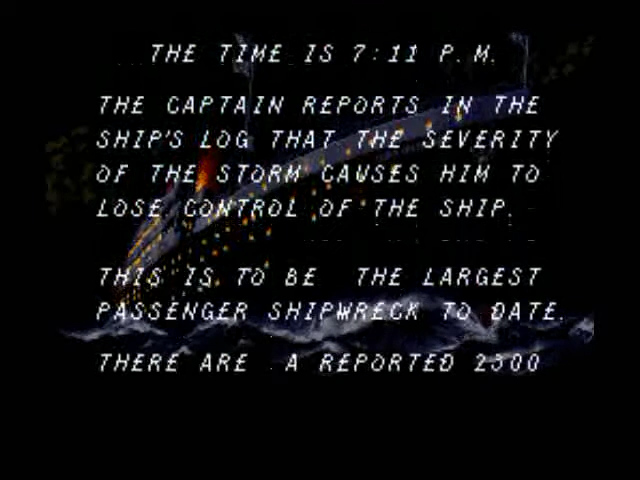 THE TIME IS 7:11 P.M.
THE CAPTAIN REPORTS IN THE
SHIP'S LOG THAT THE SEVERITY
OF THE STORM CAUSES HIM TO
LOSE CONTROL OF THE SHIP.
THIS IS TO BE THE LARGEST
PASSENGER SHIPWRECK TO DATE.
THERE ARE A REPORTED 2300